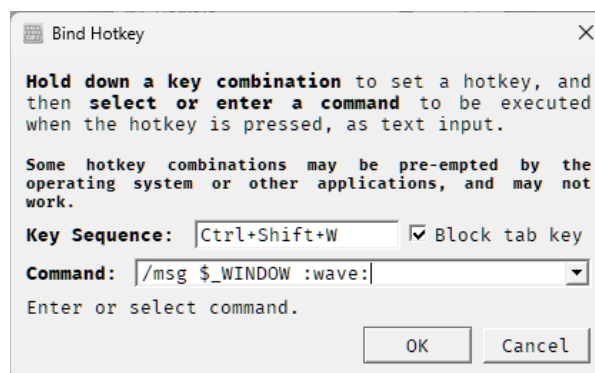 Bind Hotkey
Hold down a key combination to set a hotkey, and
then select or enter a command to be executed
when the hotkey is pressed, as text input.
Some hotkey combinations may be pre-empted by the
operating system or other applications, and may not
work.
Key Sequence: Ctrl+Shift+W Block tab key
Command: /msg $_WINDOW :wave:
Enter or select command.
OK Cancel